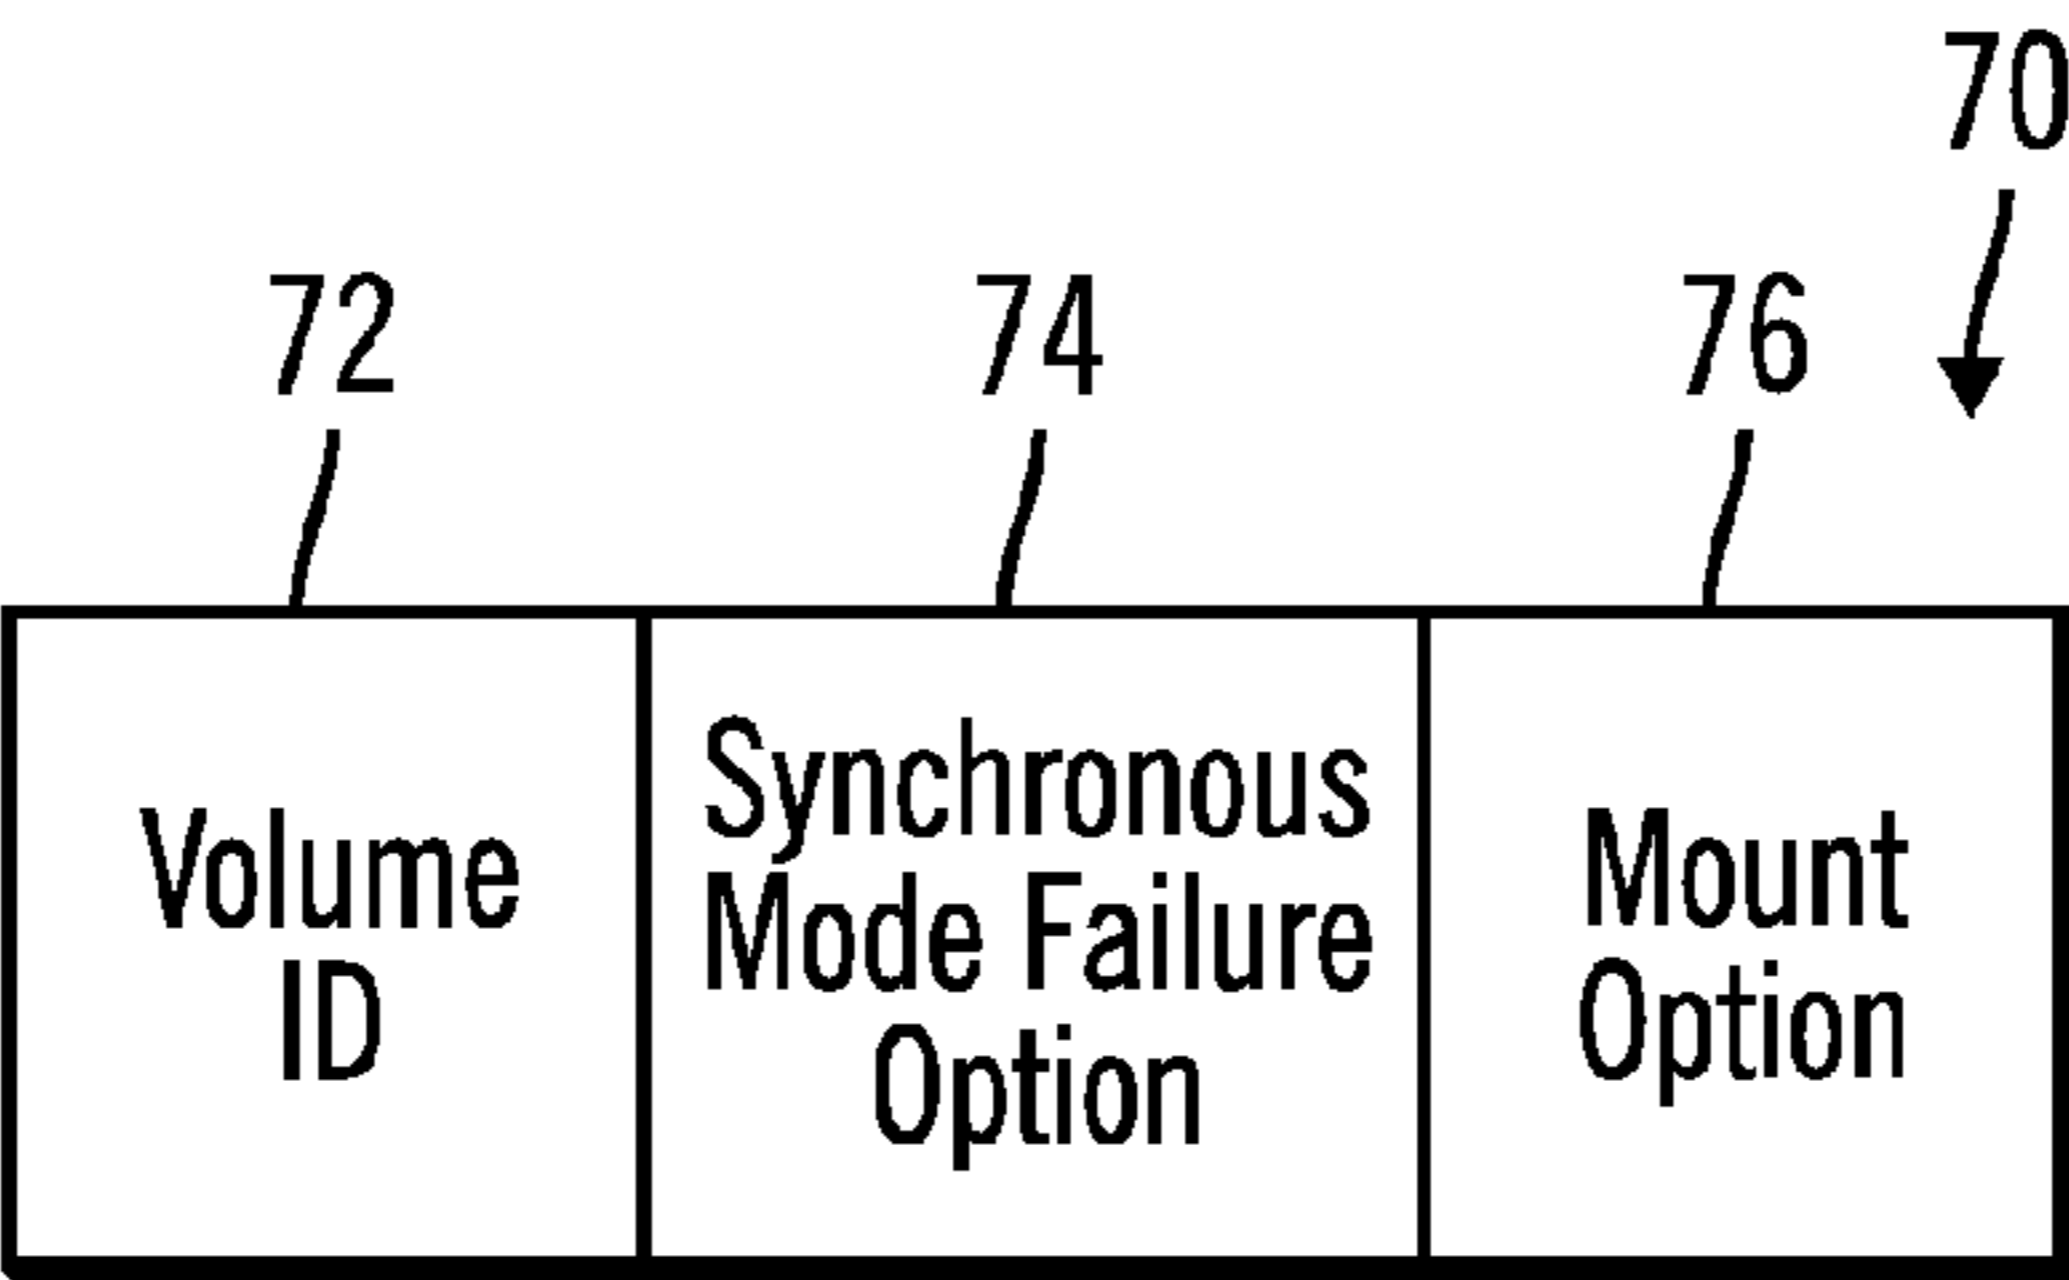 70
72
74
76
Volume
ID
Synchronous
Mode Failure
Option
Mount
Option